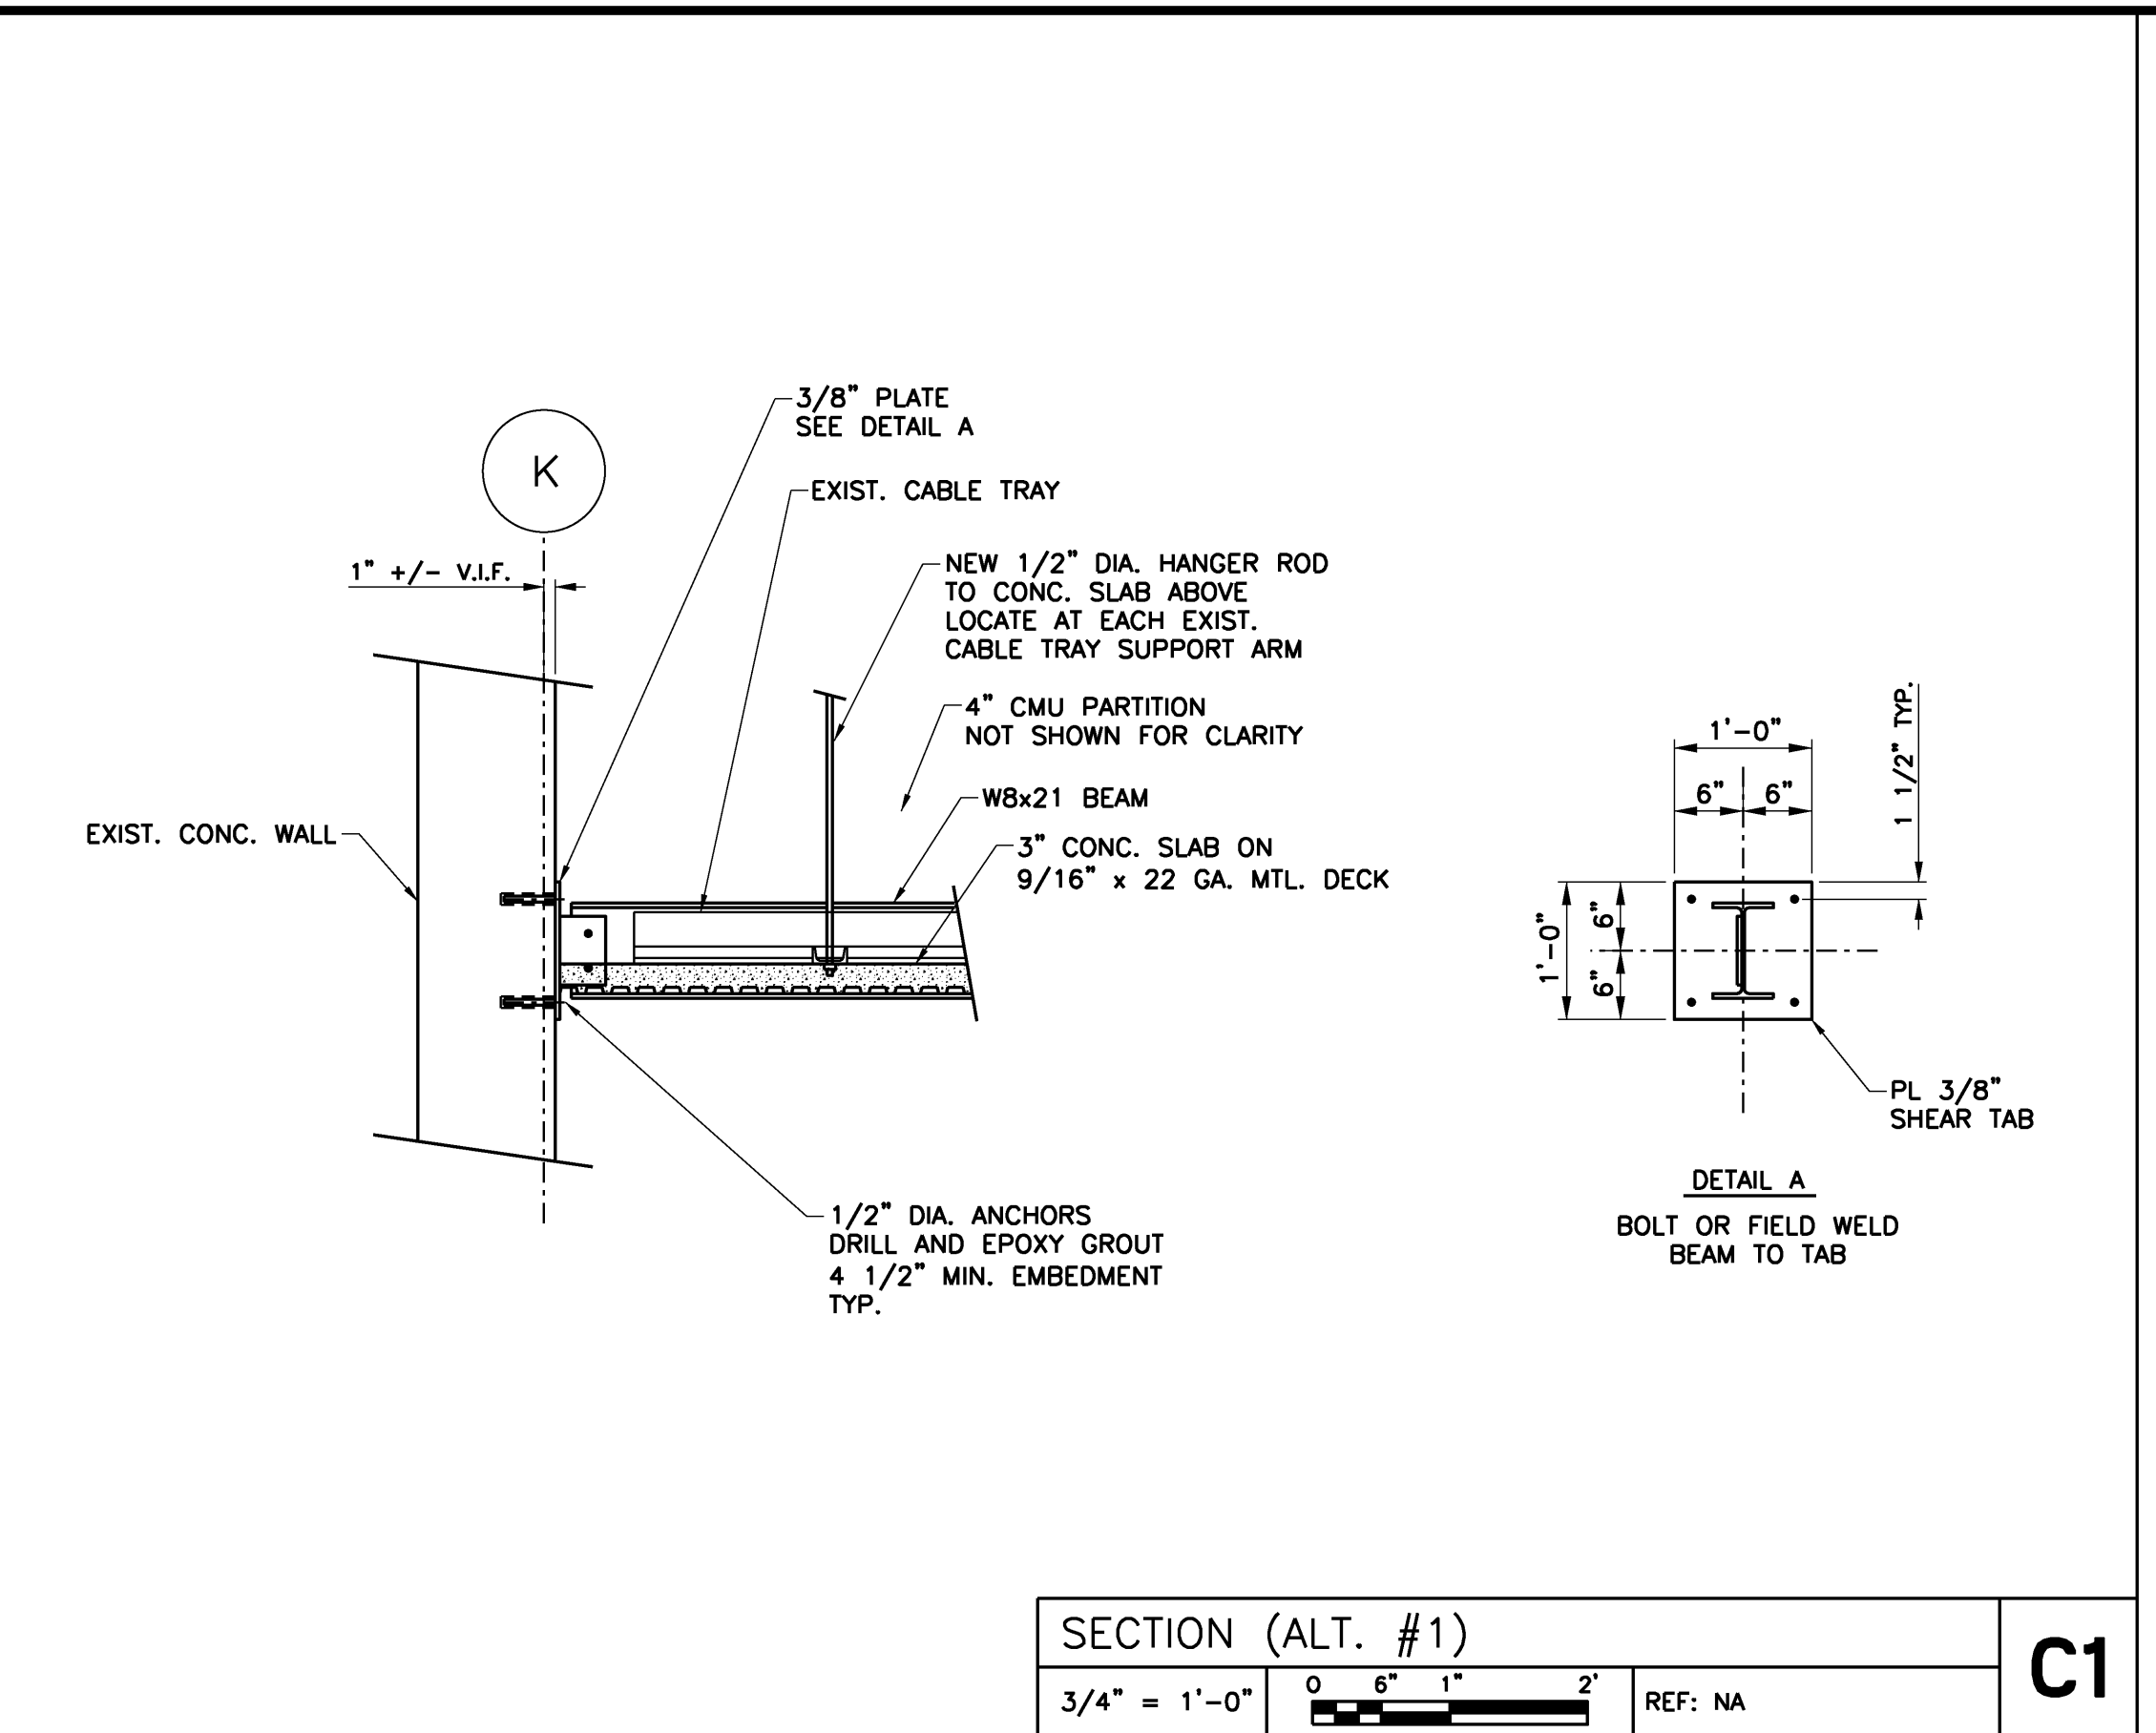 3/8" PLATE
SEE DETAIL A
K
EXIST. CABLE TRAY
1" +/- V.I.F.
NEW 1/2" DIA. HANGER ROD
TO CONC. SLAB ABOVE
LOCATE AT EACH EXIST.
CABLE TRAY SUPPORT ARM
4" CMU PARTITION
NOT SHOWN FOR CLARITY
W8x21 BEAM
EXIST. CONC. WALL
3" CONC. SLAB ON
9/16" x 22 GA. MTL. DECK
1/2" DIA. ANCHORS
DRILL AND EPOXY GROUT
4 1/2" MIN. EMBEDMENT
TYP.
1'-0"
6" 6"
1 1/2" TYP.
1'-0"
6"
6"
PL 3/8"
SHEAR TAB
DETAIL A
BOLT OR FIELD WELD
BEAM TO TAB
SECTION (ALT. #1)
C1
3/4" = 1'-0"
0 6" 1" 2'
REF: NA